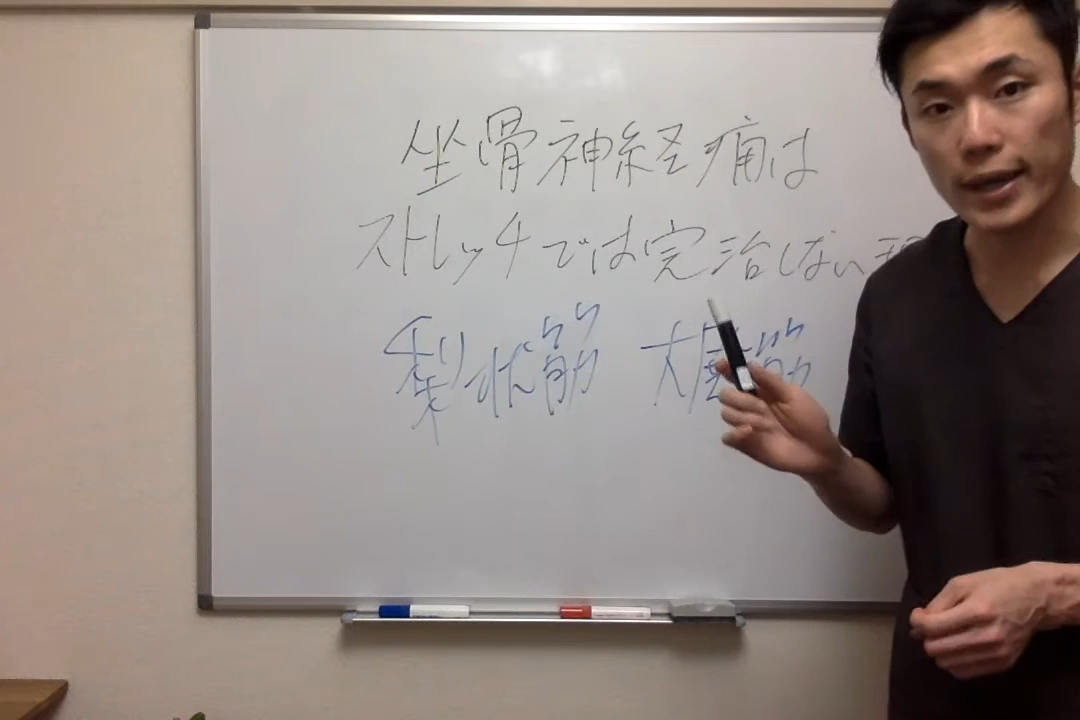 坐骨神経痛は
ストレッチでは完治しない
梨状筋 大 筋